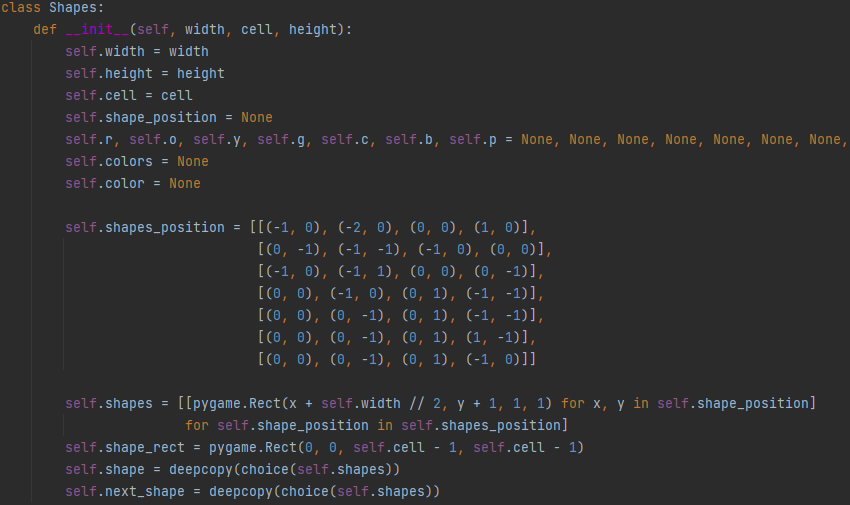 class Shapes:
    def __init__(self, width, cell, height):
        self.width = width
        self.height = height
        self.cell = cell
        self.shape_position = None
        self.r, self.o, self.y, self.g, self.c, self.b, self.p = None, None, None, None, None, None, None,
        self.colors = None
        self.color = None

        self.shapes_position = [[(-1, 0), (-2, 0), (0, 0), (1, 0)],
                                [(0, -1), (-1, -1), (-1, 0), (0, 0)],
                                [(-1, 0), (-1, 1), (0, 0), (0, -1)],
                                [(0, 0), (-1, 0), (0, 1), (-1, -1)],
                                [(0, 0), (0, -1), (0, 1), (-1, -1)],
                                [(0, 0), (0, -1), (0, 1), (1, -1)],
                                [(0, 0), (0, -1), (0, 1), (-1, 0)]]

        self.shapes = [[pygame.Rect(x + self.width // 2, y + 1, 1, 1) for x, y in self.shape_position]
                       for self.shape_position in self.shapes_position]
        self.shape_rect = pygame.Rect(0, 0, self.cell - 1, self.cell - 1)
        self.shape = deepcopy(choice(self.shapes))
        self.next_shape = deepcopy(choice(self.shapes))